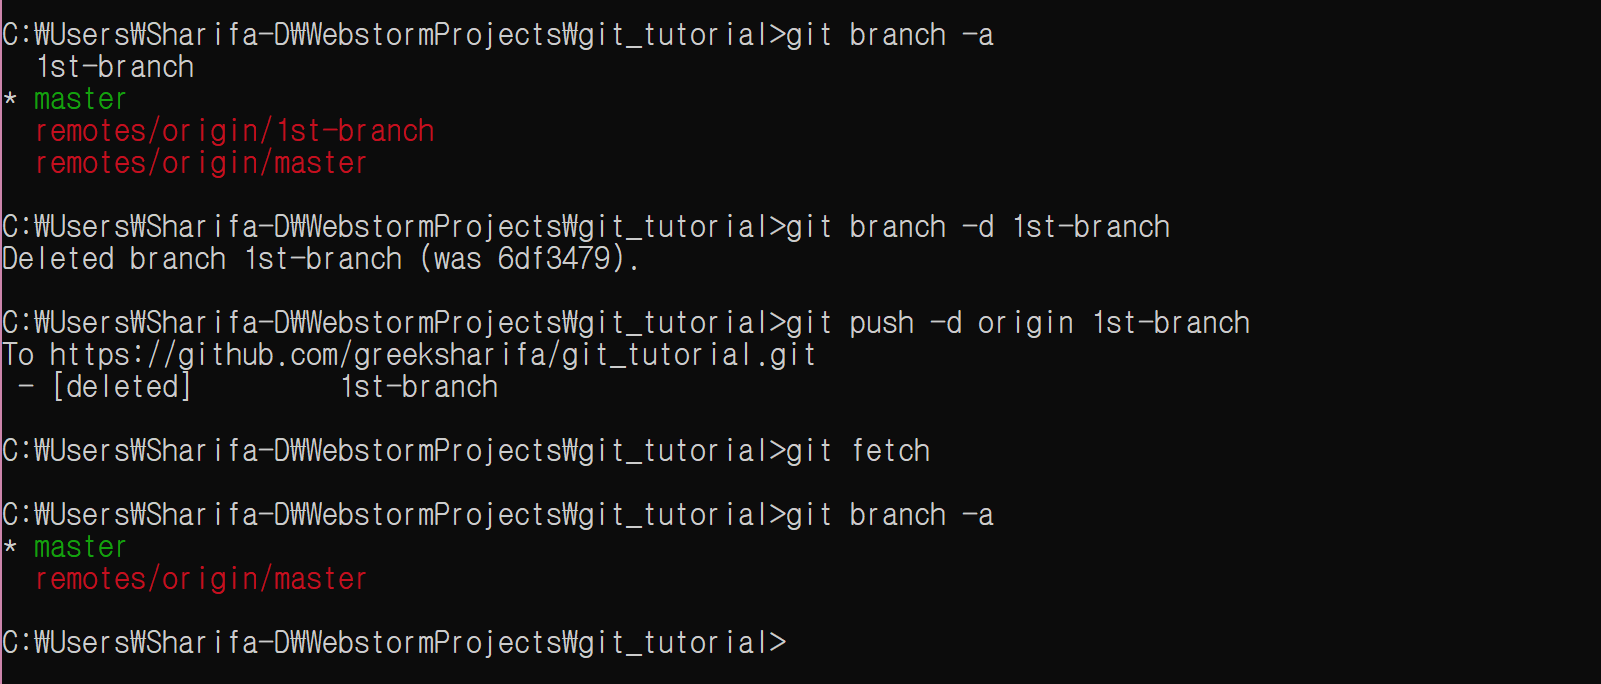 C:₩Users₩Sharifa-D₩WebstormProjects₩git_tutorial>git branch -a
  1st-branch
* master
  remotes/origin/1st-branch
  remotes/origin/master
C:₩Users₩Sharifa-D₩WebstormProjects₩git_tutorial>git branch -d 1st-branch
Deleted branch 1st-branch (was 6df3479).
C:₩Users₩Sharifa-D₩WebstormProjects₩git_tutorial>git push -d origin 1st-branch
To https://github.com/greeksharifa/git_tutorial.git
 - [deleted]         1st-branch
C:₩Users₩Sharifa-D₩WebstormProjects₩git_tutorial>git fetch
C:₩Users₩Sharifa-D₩WebstormProjects₩git_tutorial>git branch -a
* master
  remotes/origin/master
C:₩Users₩Sharifa-D₩WebstormProjects₩git_tutorial>